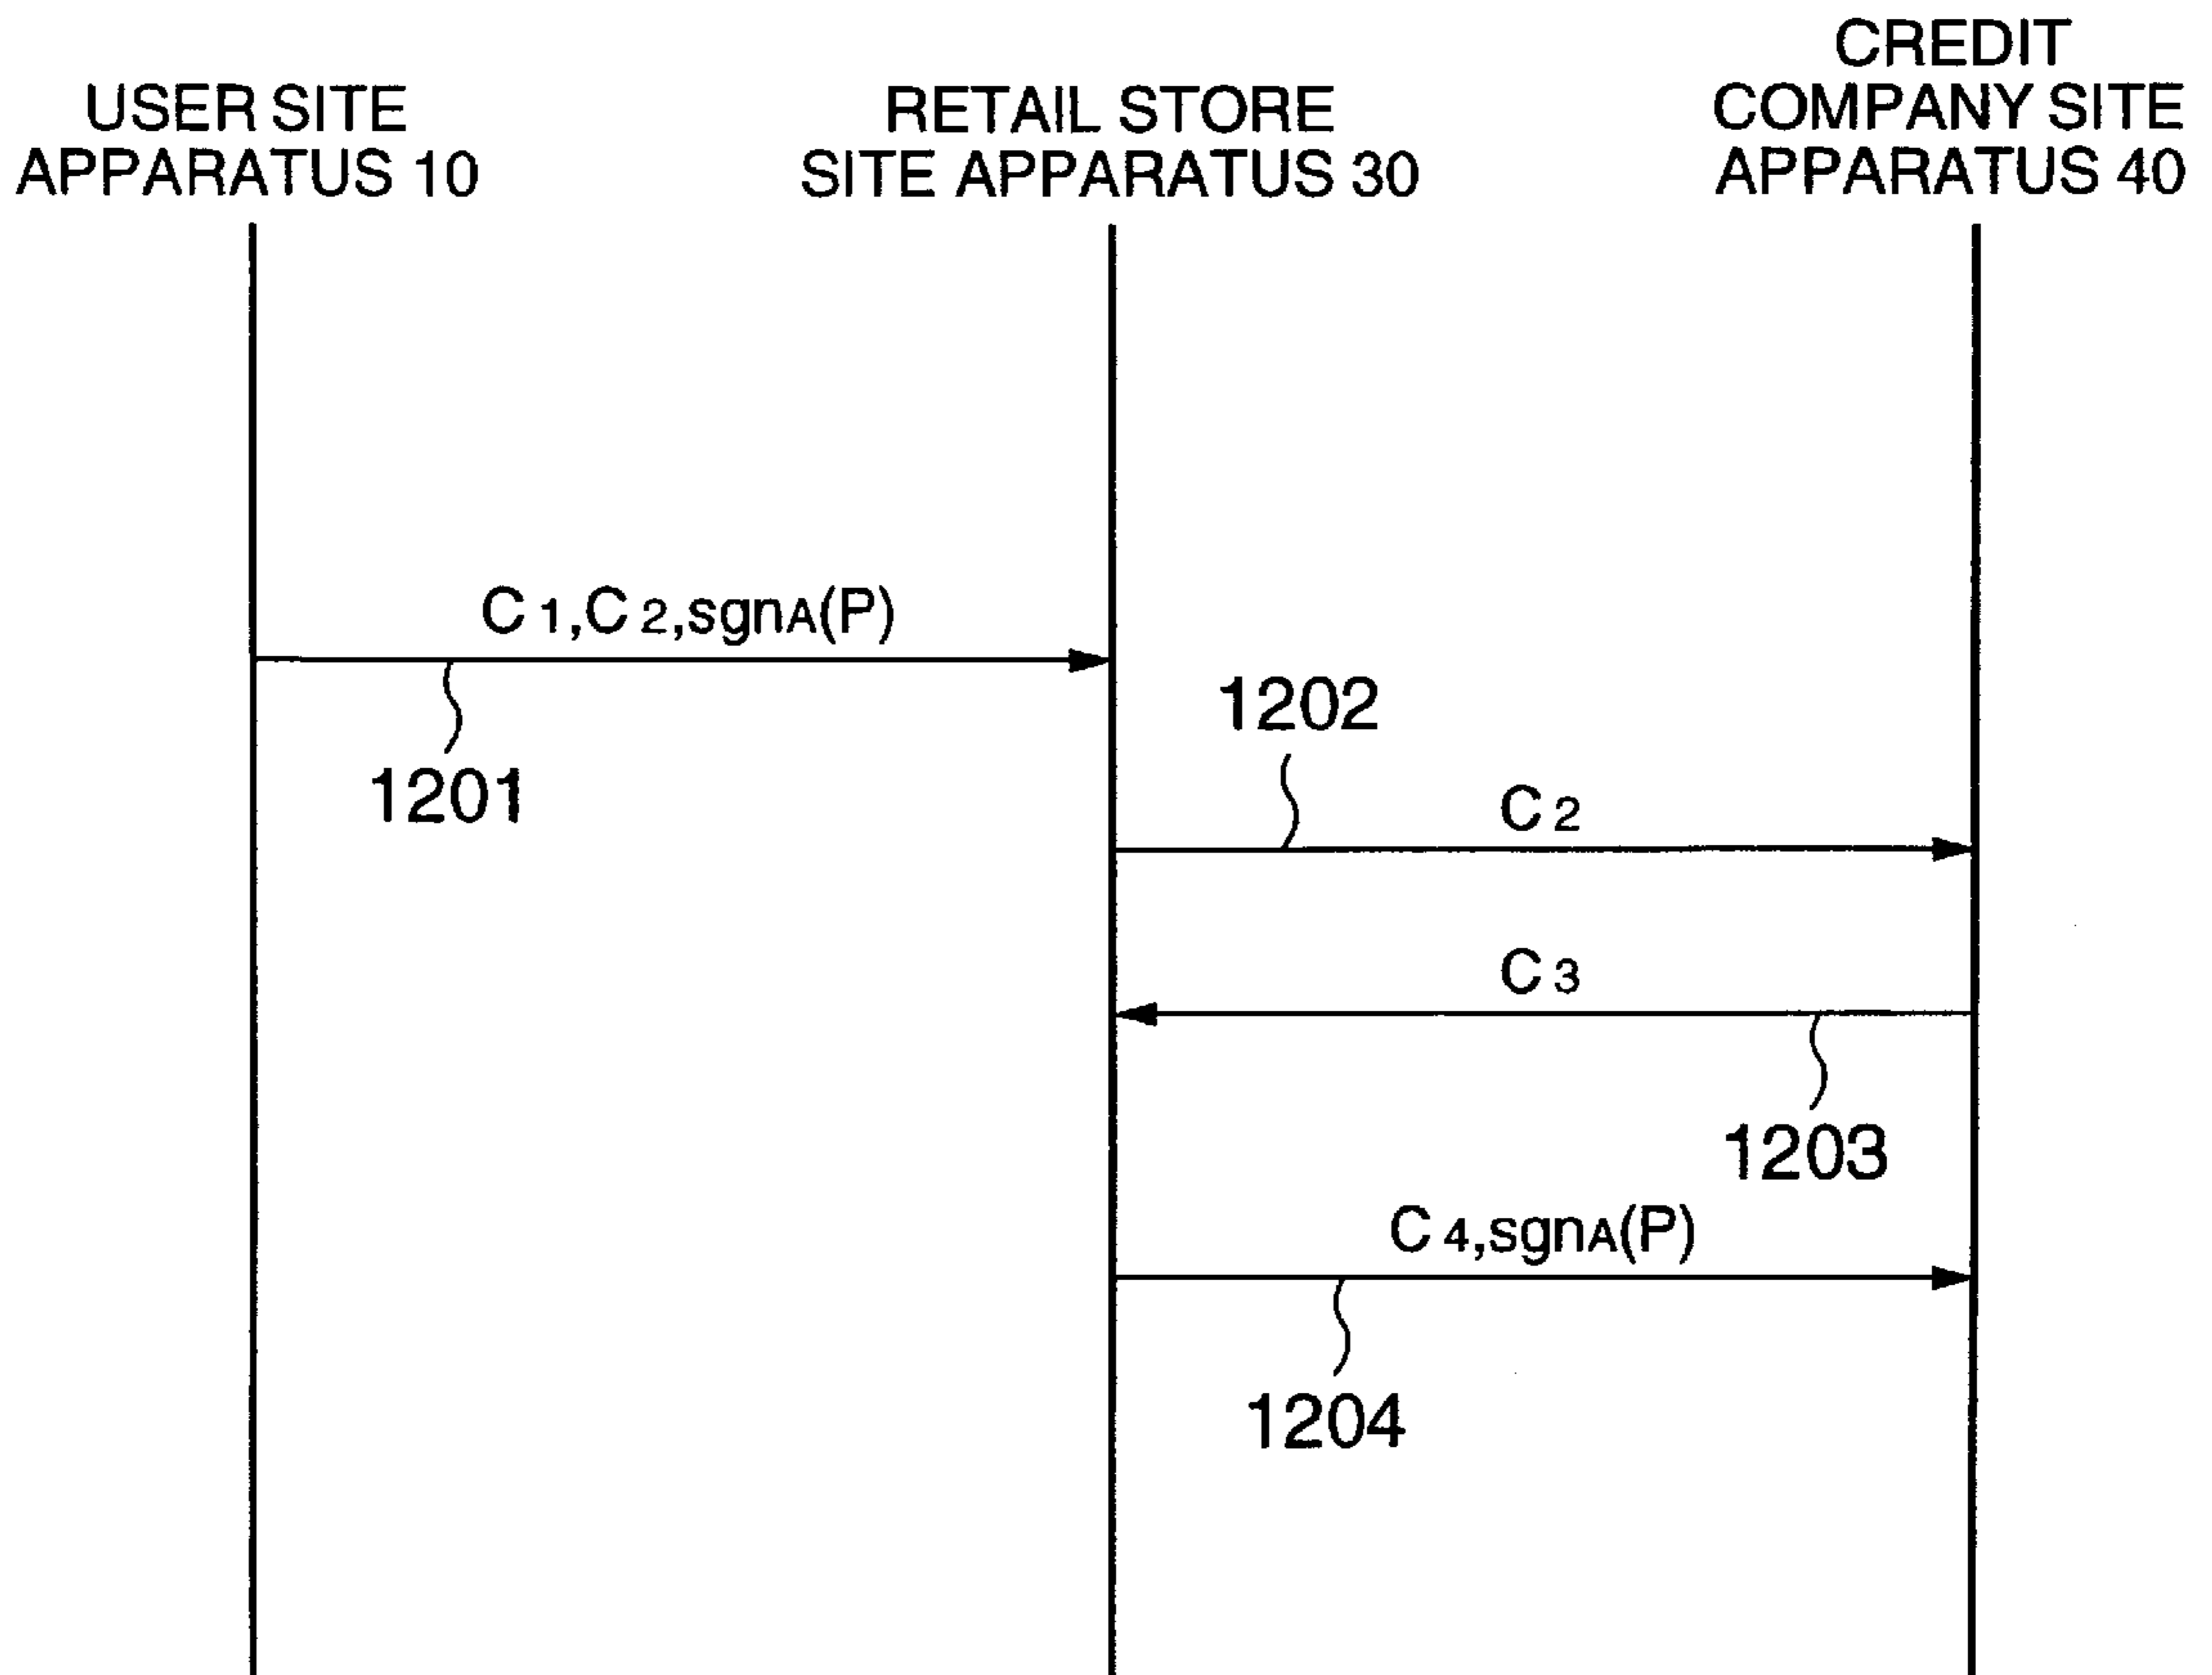 USER SITE
APPARATUS 10
RETAIL STORE
SITE APPARATUS 30
CREDIT
COMPANY SITE
APPARATUS 40
C1,C2,sgnA(P)
1201
1202
C2
C3
1203
C4,sgnA(P)
1204